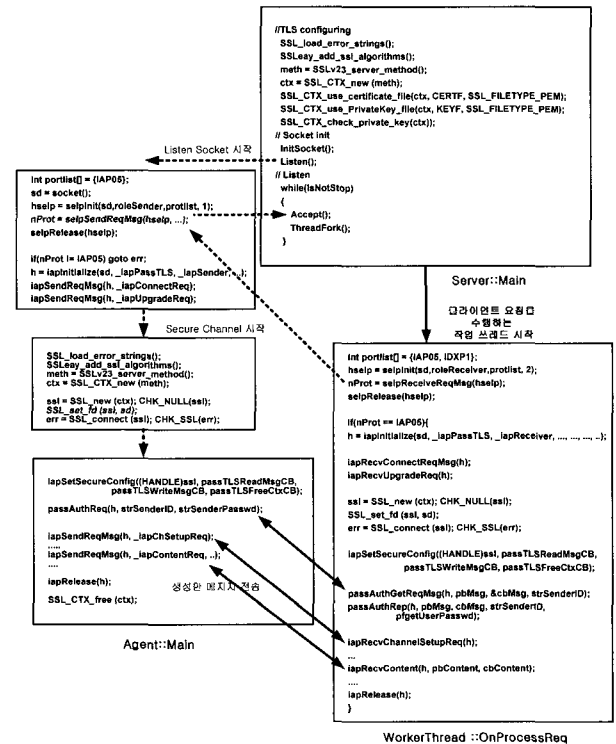 //TLS configuring
SSL_load_error_strings();
SSLeay_add_ssl_algorithms();
meth = SSLv23_server_method();
ctx = SSL_CTX_new (meth);
SSL_CTX_use_certificate_file(ctx, CERTF, SSL_FILETYPE_PEM);
SSL_CTX_use_PrivateKey_file(ctx, KEYF, SSL_FILETYPE_PEM);
SSL_CTX_check_private_key(ctx));
// Socket init
InitSocket();
Listen();
// Listen
while(IsNotStop)
{
Accept();
ThreadFork();
}
Server::Main
Listen Socket 시작
Int portlist[] = {IAP05};
sd = socket();
hselp = selpInit(sd,roleSender,protlist, 1);
nProt = selpSendReqMsg(hselp, ...);
selpRelease(hselp);
if(nProt != IAP05) goto err;
h = iapInitialize(sd, _iapPassTLS, _iapSender, ..);
iapSendReqMsg(h, _iapConnectReq);
iapSendReqMsg(h, _iapUpgradeReq);
Secure Channel 시작
SSL_load_error_strings();
SSLeay_add_ssl_algorithms();
meth = SSLv23_server_method();
ctx = SSL_CTX_new (meth);
ssl = SSL_new (ctx); CHK_NULL(ssl);
SSL_set_fd (ssl, sd);
err = SSL_connect (ssl); CHK_SSL(err);
iapSetSecureConfig((HANDLE)ssl, passTLSReadMsgCB,
passTLSWriteMsgCB, passTLSFreeCtxCB);
passAuthReq(h, strSenderID, strSenderPasswd);
iapSendReqMsg(h, _iapChSetupReq);
.....
iapSendReqMsg(h, _iapContentReq, ..);
....
iapRelease(h);
생성한 메지지 전송
SSL_CTX_free (ctx);
Agent::Main
클라이언트 요청을
수행하는
작업 쓰레드 시작
Int portlist[] = {IAP05, IDXP1};
hselp = selpInit(sd,roleReceiver,protlist, 2);
nProt = selpReceiveReqMsg(hselp);
selpRelease(hselp);
if(nProt == IAP05){
h = iapInitialize(sd, _iapPassTLS, _iapReceiver, ...., ..., ..., ..);
iapRecvConnectReqMsg(h);
iapRecvUpgradeReq(h);
ssl = SSL_new (ctx); CHK_NULL(ssl);
SSL_set_fd (ssl, sd);
err = SSL_connect (ssl); CHK_SSL(err);
iapSetSecureConfig((HANDLE)ssl, passTLSReadMsgCB,
passTLSWriteMsgCB, passTLSFreeCtxCB);
passAuthGetReqMsg(h, pbMsg, &cbMsg, strSenderID);
passAuthRep(h, pbMsg, cbMsg, strSenderID,
pfgetUserPasswd);
iapRecvChannelSetupReq(h);
...
iapRecvContent(h, pbContent, cbContent);
....
iapRelease(h);
}
WorkerThread ::OnProcessReq